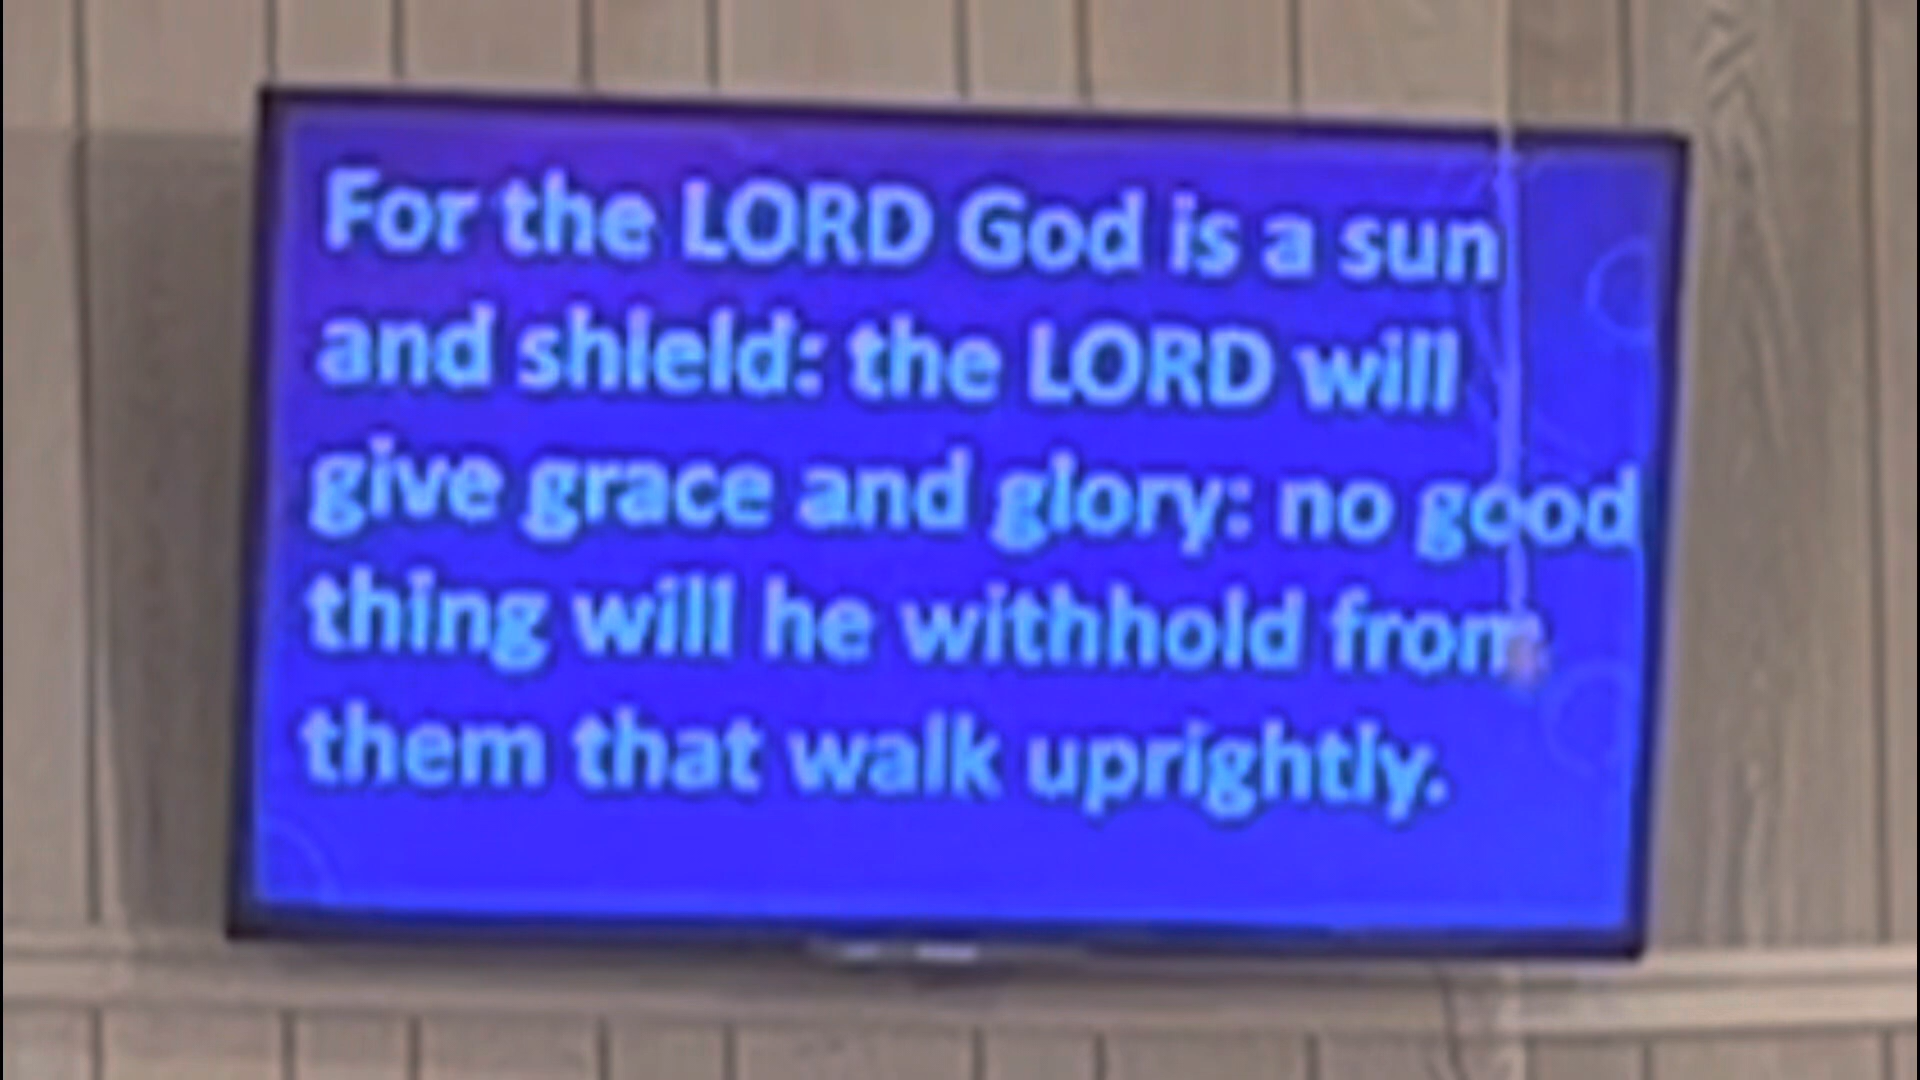 For the LORD God is a sun
and shield: the LORD will
give grace and glory: no good
thing will he withhold from
them that walk uprightly.